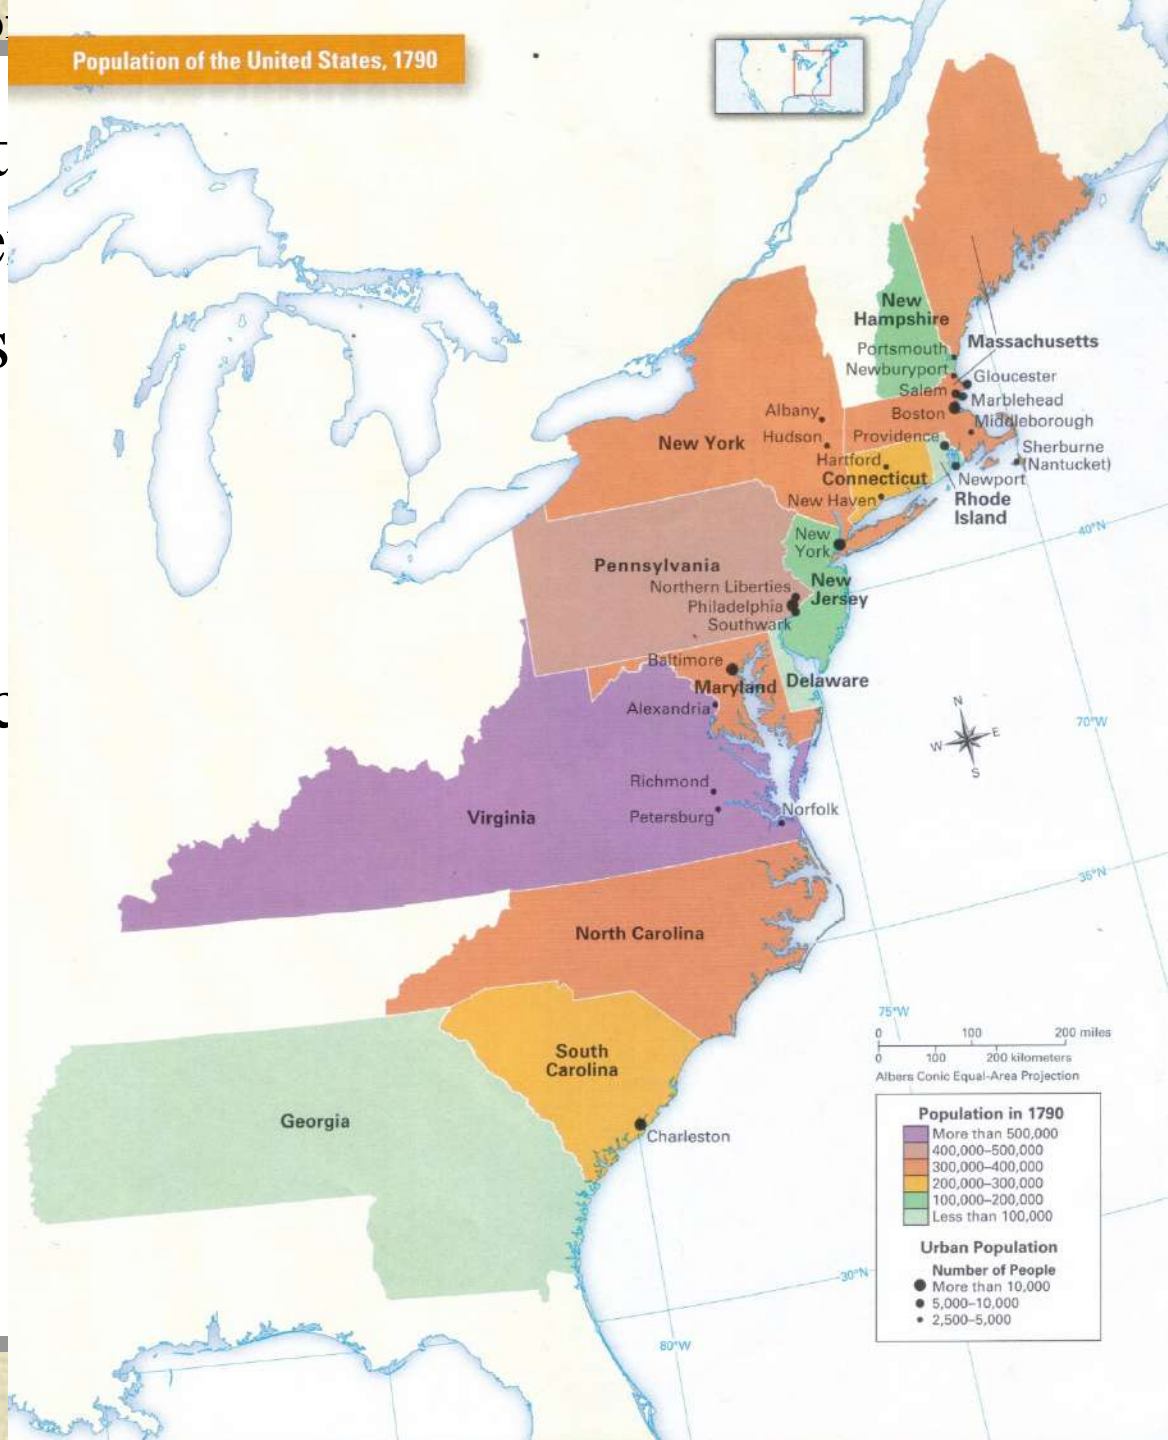 Population of the United States, 1790
New
Hampshire
Portsmouth
Massachusetts
Newburyport
Gloucester
Salem
Marblehead
Albany
Boston
Middleborough
New York
Hudson
Providence
Sherburne
(Nantucket)
Hartford
Connecticut
Newport
New Haven
Rhode
Island
40°N
New
York
Pennsylvania
New
Jersey
Northern Liberties
Philadelphia
Southwark
Baltimore
Maryland
Delaware
Alexandria
N
W
E
S
70°W
Richmond
Norfolk
Virginia
Petersburg
35°N
North Carolina
75°W
0 100 200 miles
0 100 200 kilometers
Albers Conic Equal-Area Projection
South
Carolina
Georgia
Charleston
Population in 1790
More than 500,000
400,000–500,000
300,000–400,000
200,000–300,000
100,000–200,000
Less than 100,000
Urban Population
Number of People
More than 10,000
5,000–10,000
2,500–5,000
30°N
80°W